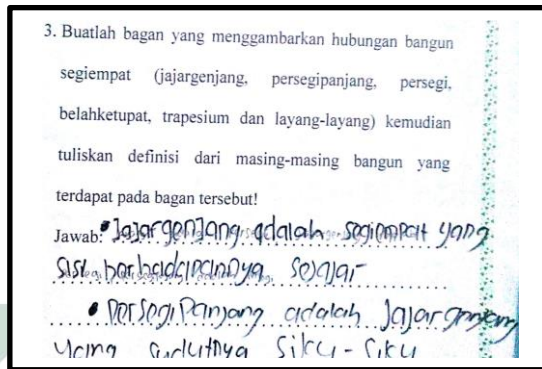 3. Buatlah bagan yang menggambarkan hubungan bangun
segiempat (jajargenjang, persegipanjang, persegi,
belahketupat, trapesium dan layang-layang) kemudian
tuliskan definisi dari masing-masing bangun yang
terdapat pada bagan tersebut!
Jawab: • Jajargenjang adalah segiempat yang
sisi berhadapannya sejajar
• persegipanjang adalah Jajargenjang
yang sudutnya siku-siku